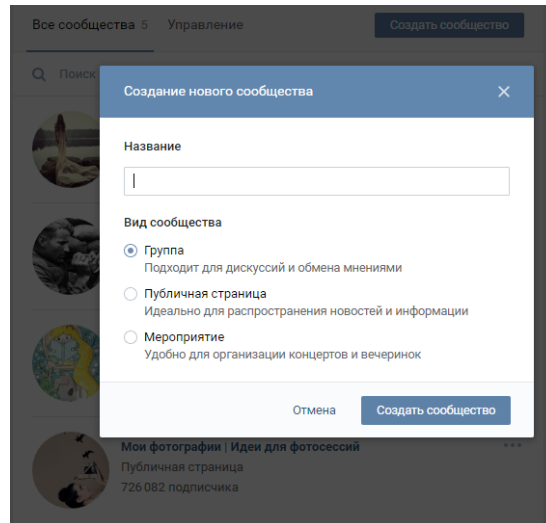 Все сообщества 5 Управление Создать сообщество
Поиск
Создание нового сообщества
Название
Вид сообщества
Группа
Подходит для дискуссий и обмена мнениями
Публичная страница
Идеально для распространения новостей и информации
Мероприятие
Удобно для организации концертов и вечеринок
Отмена Создать сообщество
Мои фотографии | Идеи для фотосессий
Публичная страница
726 082 подписчика